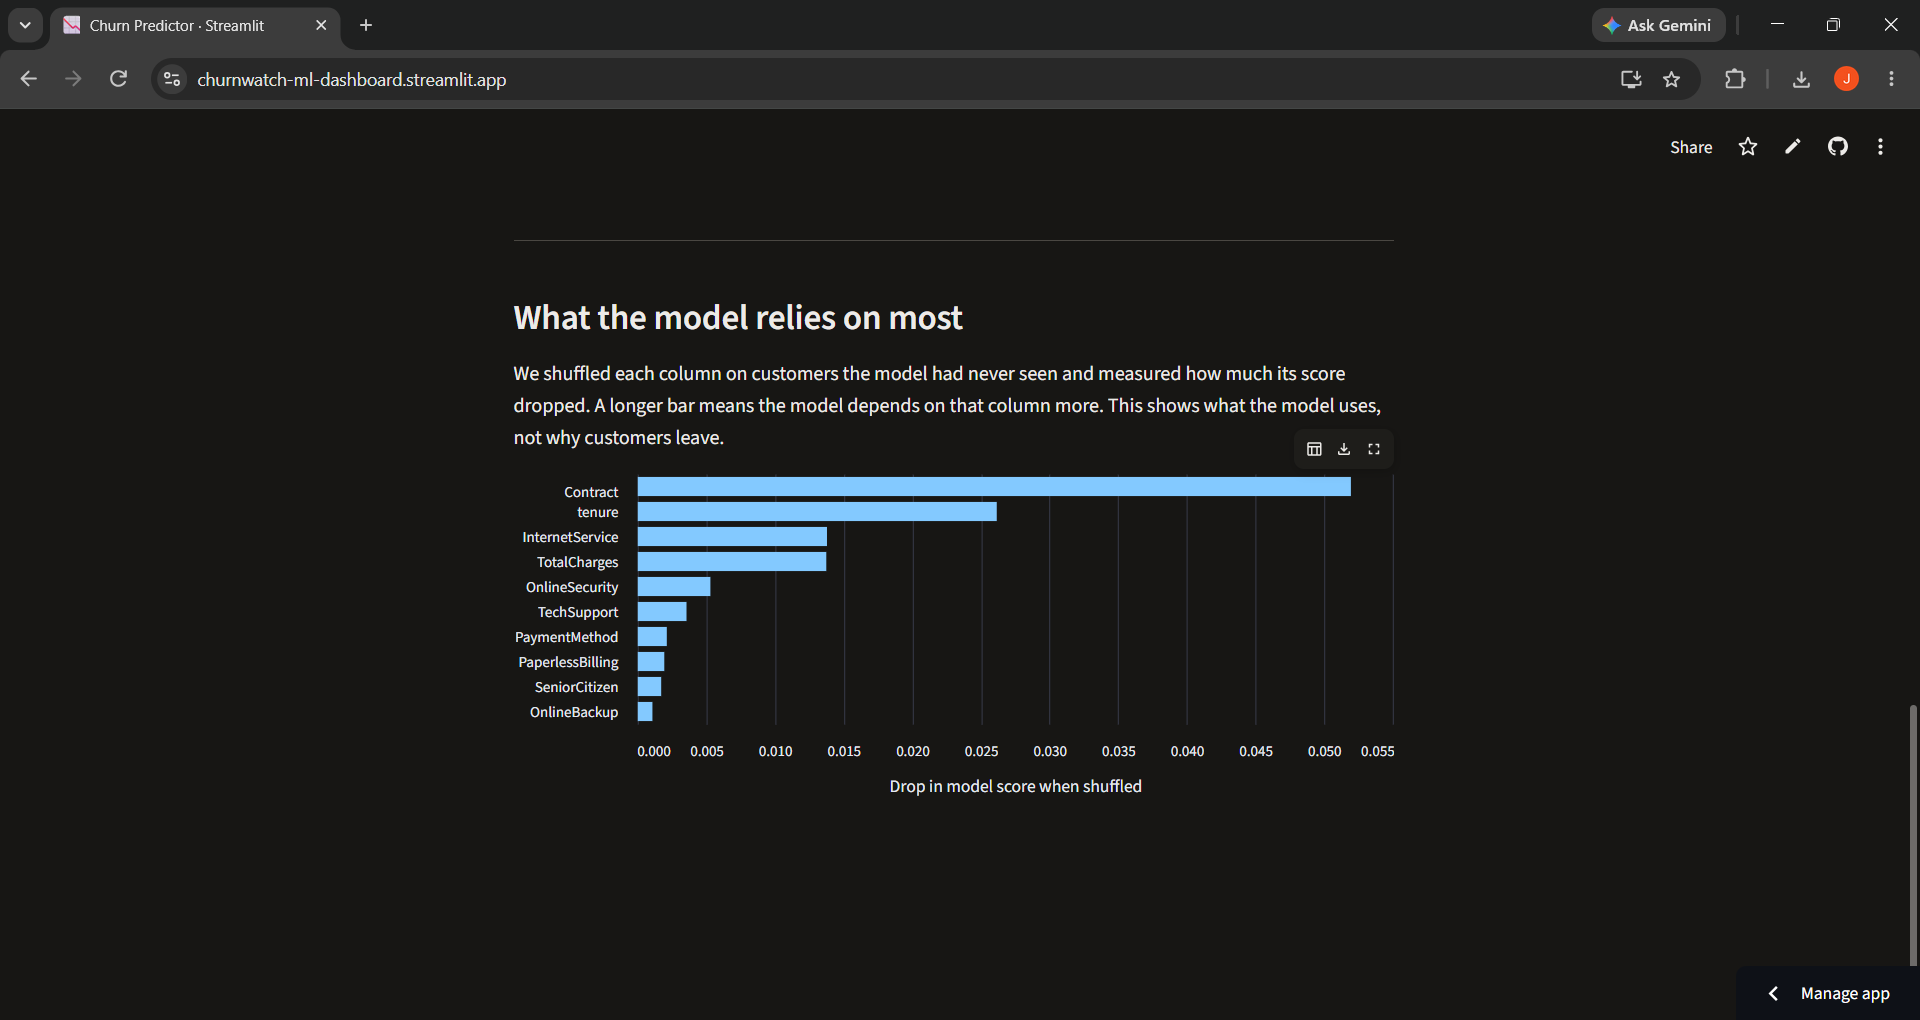 Churn Predictor · Streamlit
Ask Gemini
churnwatch-ml-dashboard.streamlit.app
J
Share
What the model relies on most
We shuffled each column on customers the model had never seen and measured how much its score
dropped. A longer bar means the model depends on that column more. This shows what the model uses,
not why customers leave.
Contract
tenure
InternetService
TotalCharges
OnlineSecurity
TechSupport
PaymentMethod
PaperlessBilling
SeniorCitizen
OnlineBackup
0.000 0.005 0.010 0.015 0.020 0.025 0.030 0.035 0.040 0.045 0.050 0.055
Drop in model score when shuffled
Manage app